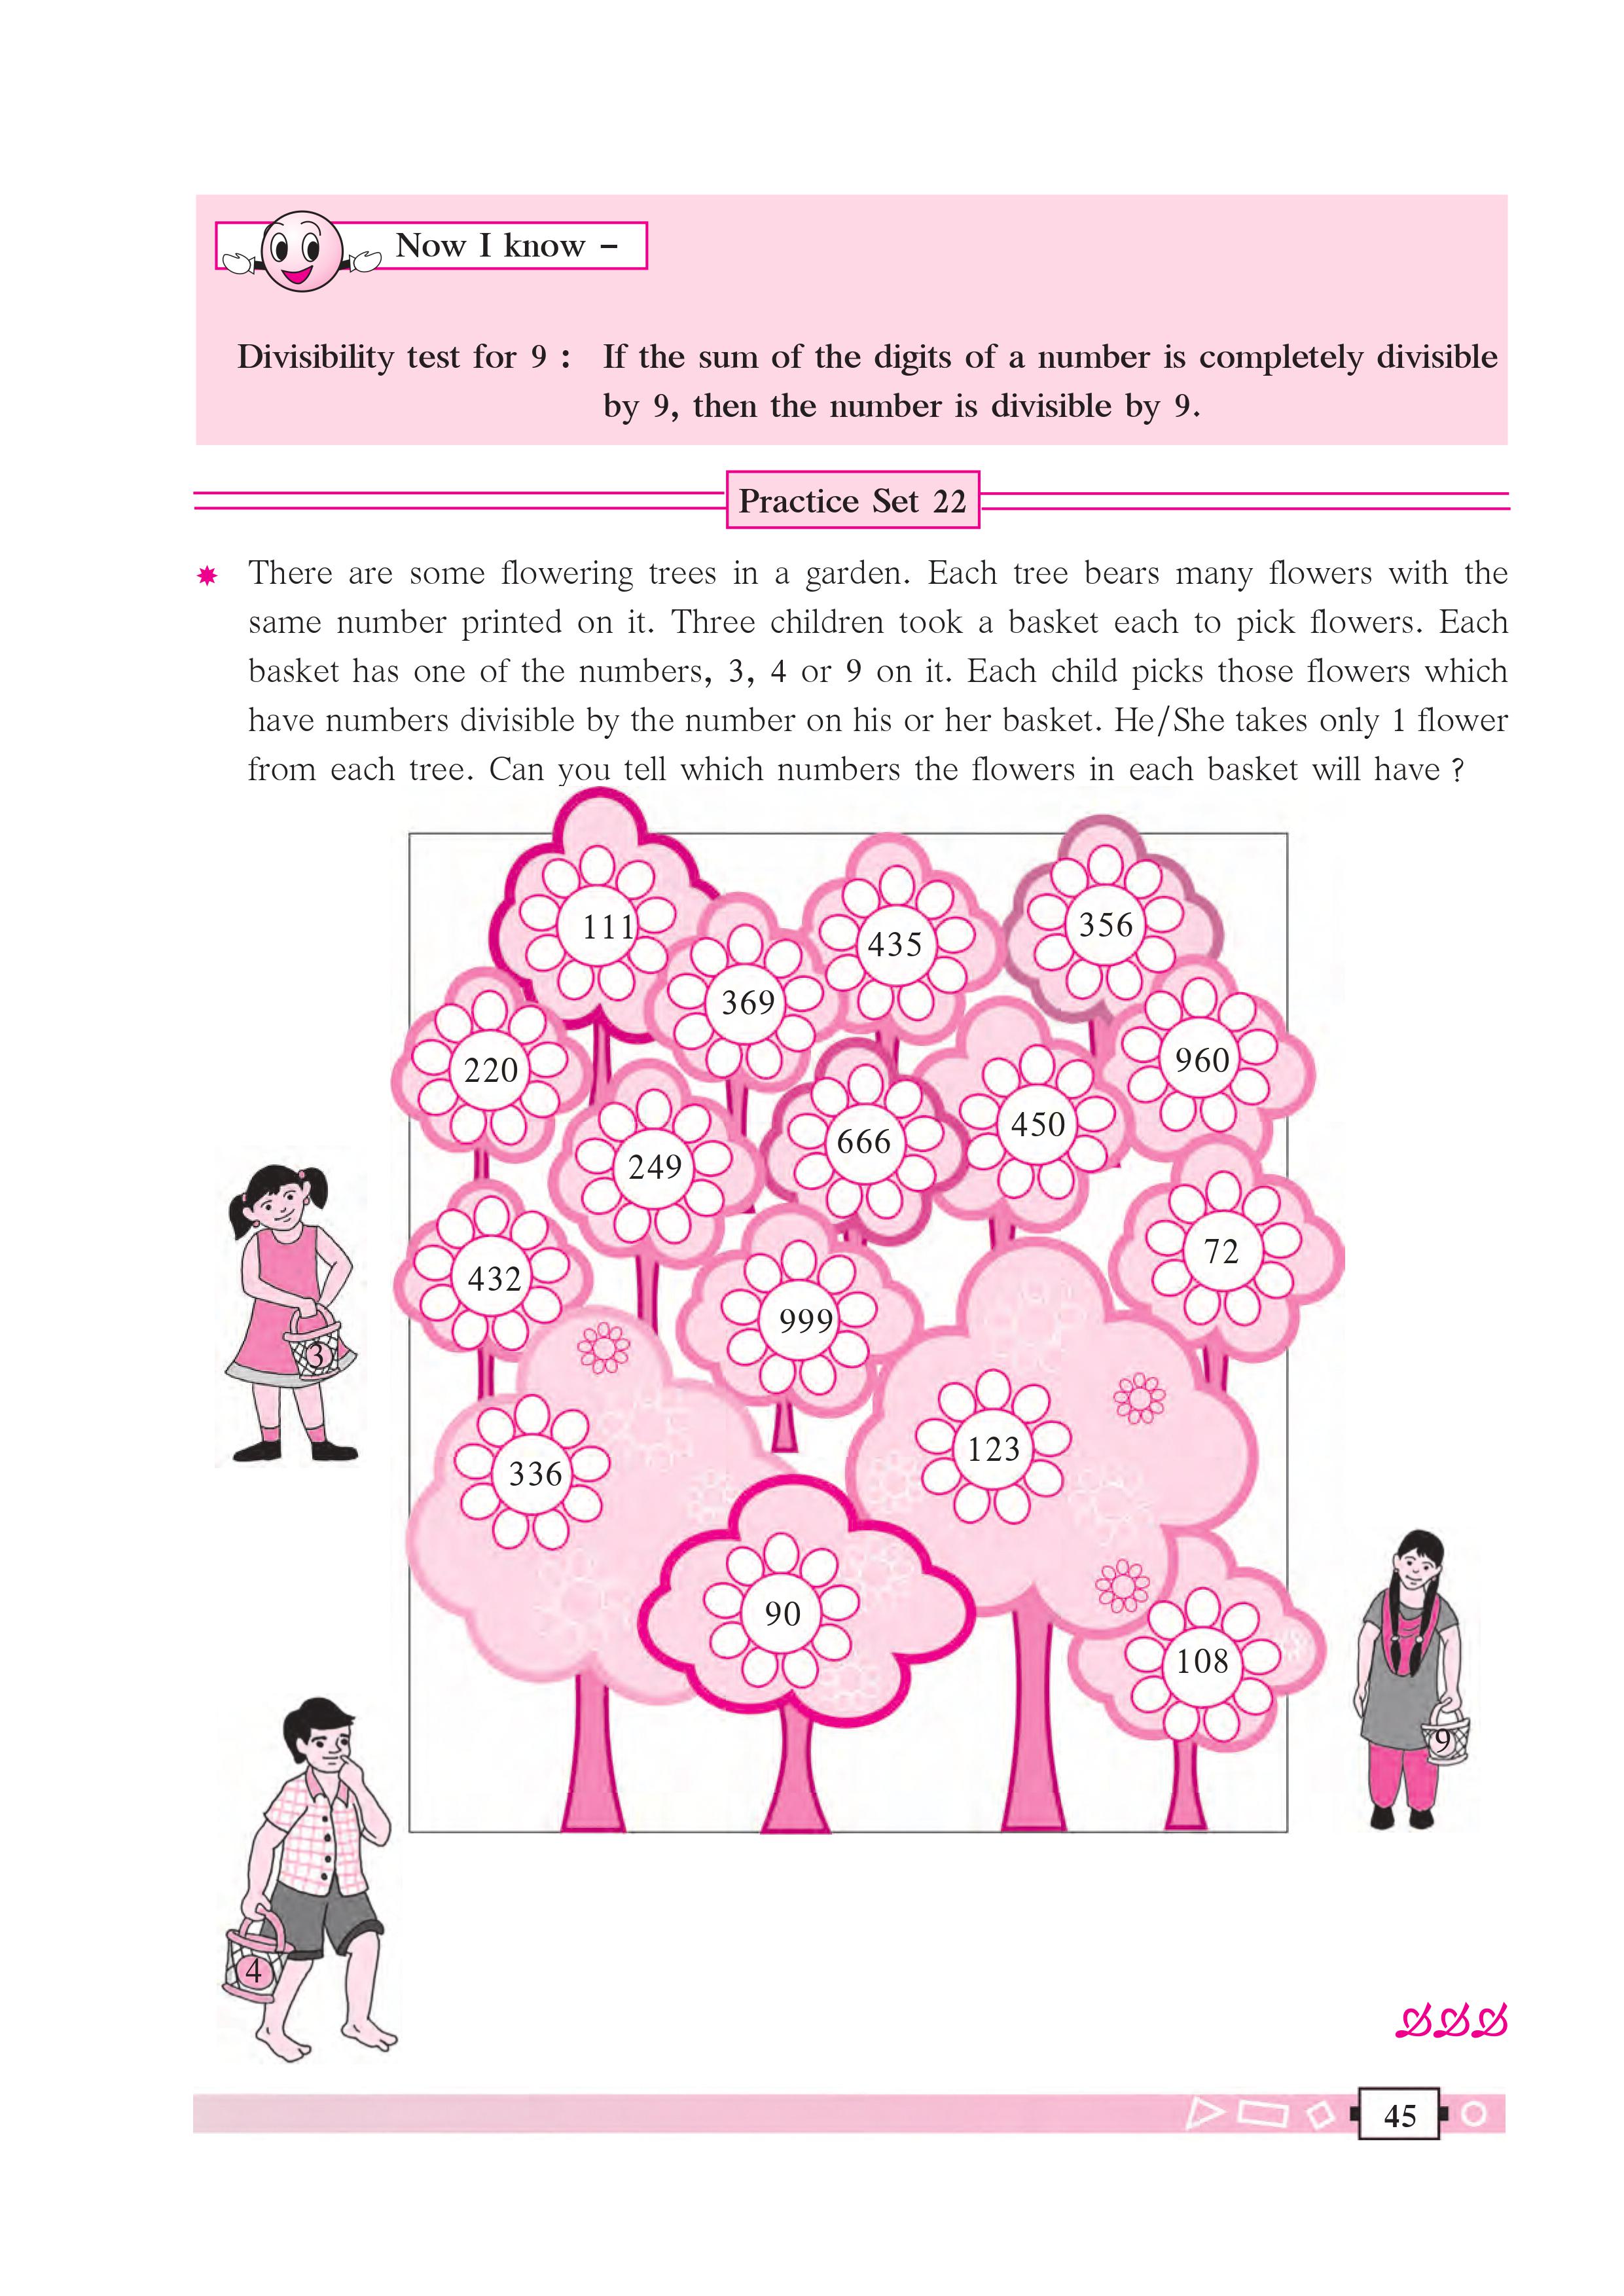 Now I know –
Divisibility test for 9 : If the sum of the digits of a number is completely divisible
by 9, then the number is divisible by 9.
Practice Set 22
There are some flowering trees in a garden. Each tree bears many flowers with the
same number printed on it. Three children took a basket each to pick flowers. Each
basket has one of the numbers, 3, 4 or 9 on it. Each child picks those flowers which
have numbers divisible by the number on his or her basket. He/She takes only 1 flower
from each tree. Can you tell which numbers the flowers in each basket will have ?
111
435
356
369
220
960
249
666
450
432
999
72
3
336
123
90
108
9
4
45